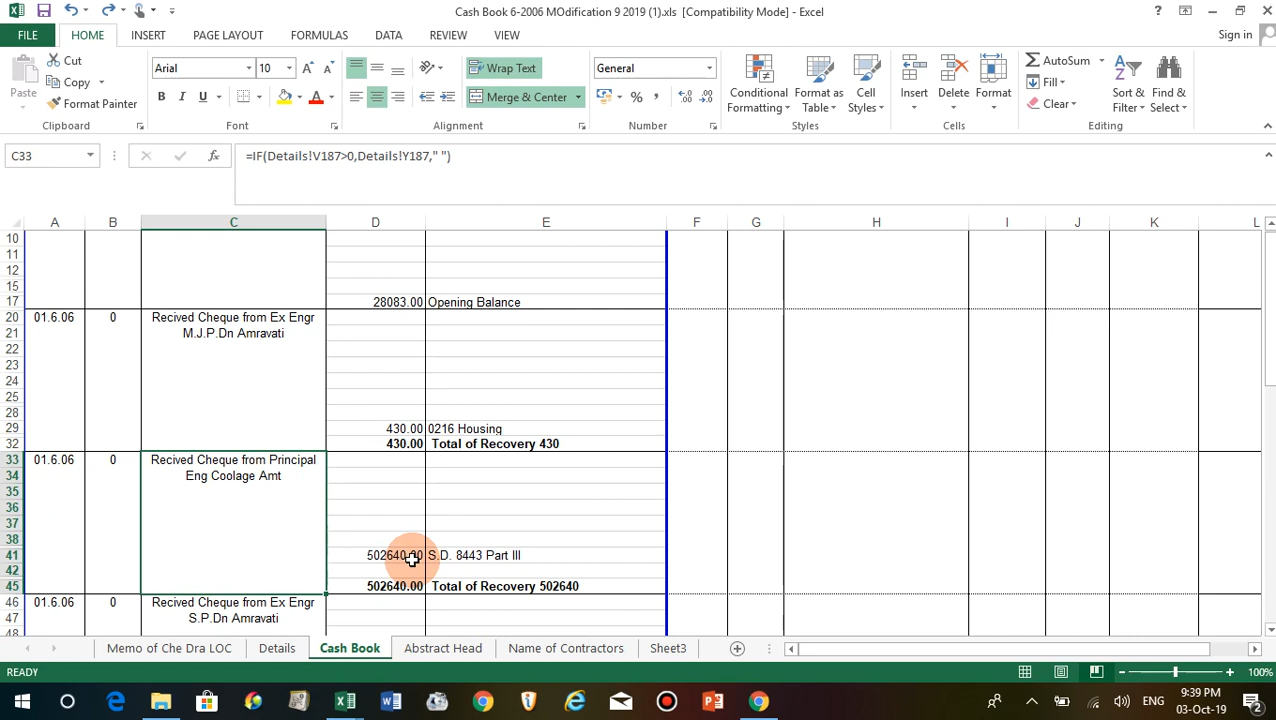 Cash Book 6-2006 MOdification 9 2019 (1).xls [Compatibility Mode] - Excel
FILE HOME INSERT PAGE LAYOUT FORMULAS DATA REVIEW VIEW Sign in
Paste Cut Copy Format Painter
Clipboard
Arial 10 A A B I U A
Font
Wrap Text
Merge & Center
Alignment
General
% ,
Number
Conditional Formatting
Format as Table
Cell Styles
Styles
Insert Delete Format
Cells
AutoSum
Fill
Clear
Sort & Filter
Find & Select
Editing
C33 fx =IF(Details!V187>0,Details!Y187," ")
A B C D E F G H I J K L
10
11
12
15
17 28083.00 Opening Balance
20 01.6.06 0 Recived Cheque from Ex Engr
21 M.J.P.Dn Amravati
22
23
24
25
28
29 430.00 0216 Housing
32 430.00 Total of Recovery 430
33 01.6.06 0 Recived Cheque from Principal
34 Eng Coolage Amt
35
36
37
38
41 502640.00 S.D. 8443 Part III
42
45 502640.00 Total of Recovery 502640
46 01.6.06 0 Recived Cheque from Ex Engr
47 S.P.Dn Amravati
48
Memo of Che Dra LOC Details Cash Book Abstract Head Name of Contractors Sheet3
READY 100%
ENG 9:39 PM
03-Oct-19 2